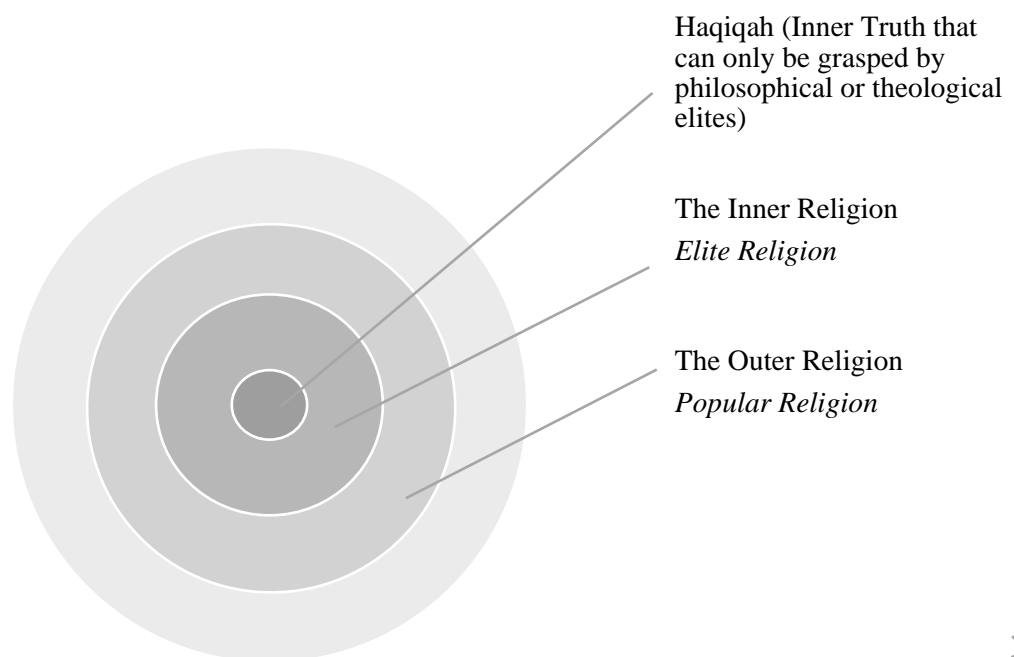 Haqiqah (Inner Truth that
can only be grasped by
philosophical or theological
elites)
The Inner Religion
Elite Religion
The Outer Religion
Popular Religion